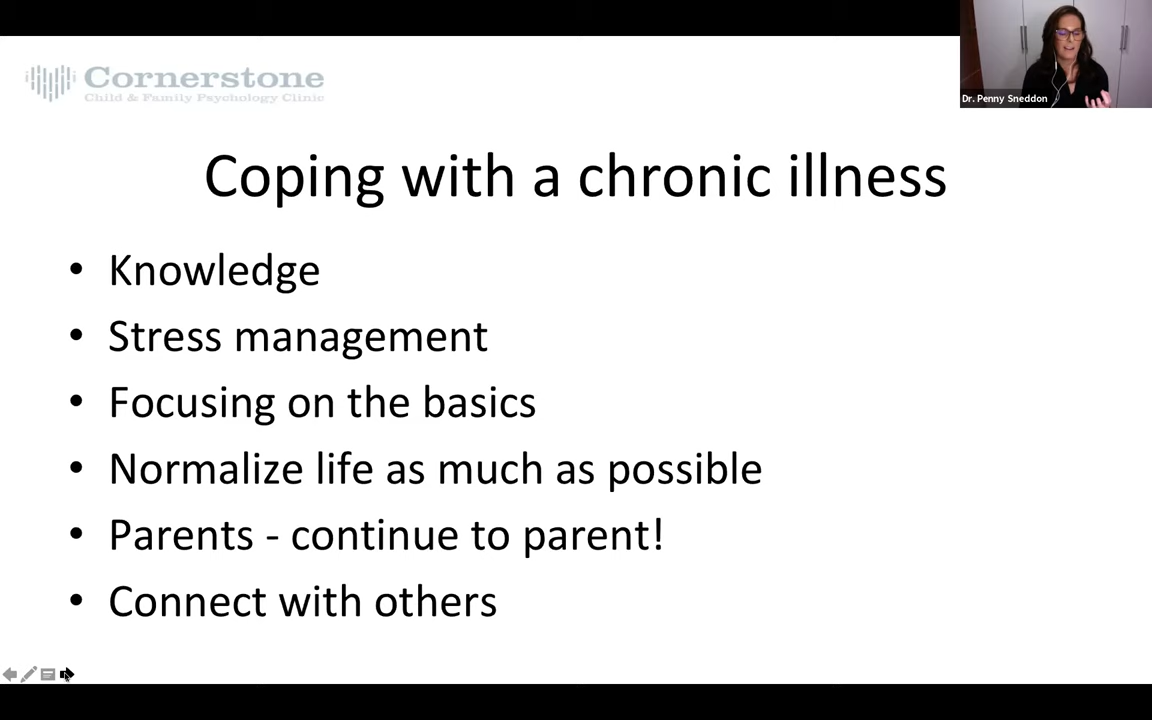 Cornerstone
Child & Family Psychology Clinic
Dr. Penny Sneddon
Coping with a chronic illness
• Knowledge
• Stress management
• Focusing on the basics
• Normalize life as much as possible
• Parents - continue to parent!
• Connect with others